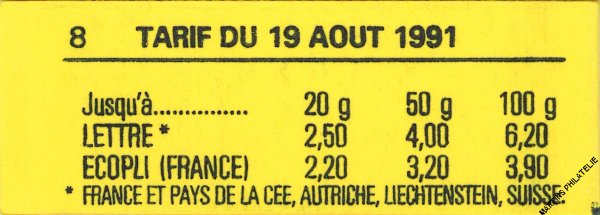 8 TARIF DU 19 AOUT 1991
Jusqu'à............... 20 g 50 g 100 g
LETTRE * 2,50 4,00 6,20
ECOPLI (FRANCE) 2,20 3,20 3,90
* FRANCE ET PAYS DE LA CEE, AUTRICHE, LIECHTENSTEIN, SUISSE.
PHILATELIE